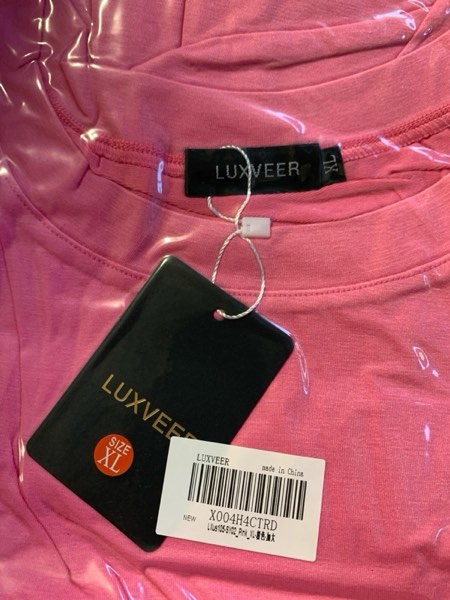 LUXVEER
XL
LUXVEER
SIZE
XL
LUXVEER
made in China
NEW
X004H4CTRD